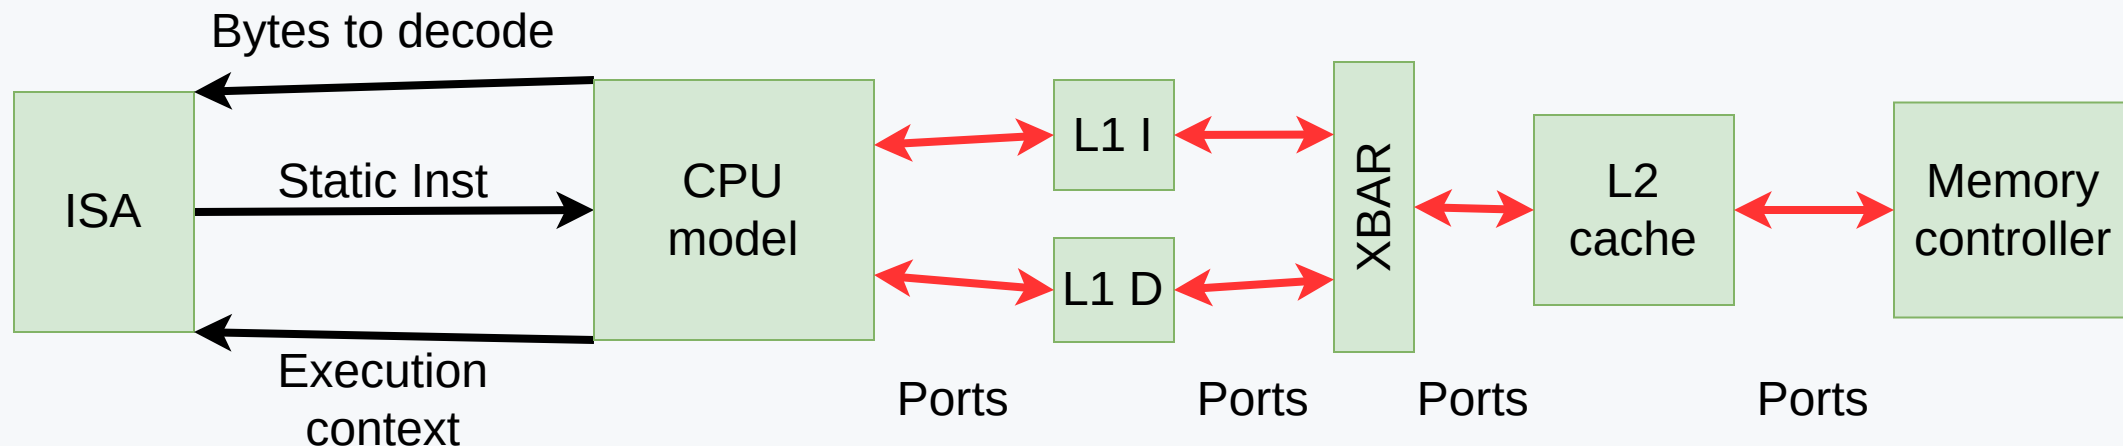 Bytes to decode
ISA
Static Inst
Execution
context
CPU
model
L1 I
L1 D
XBAR
L2
cache
Memory
controller
Ports
Ports
Ports
Ports